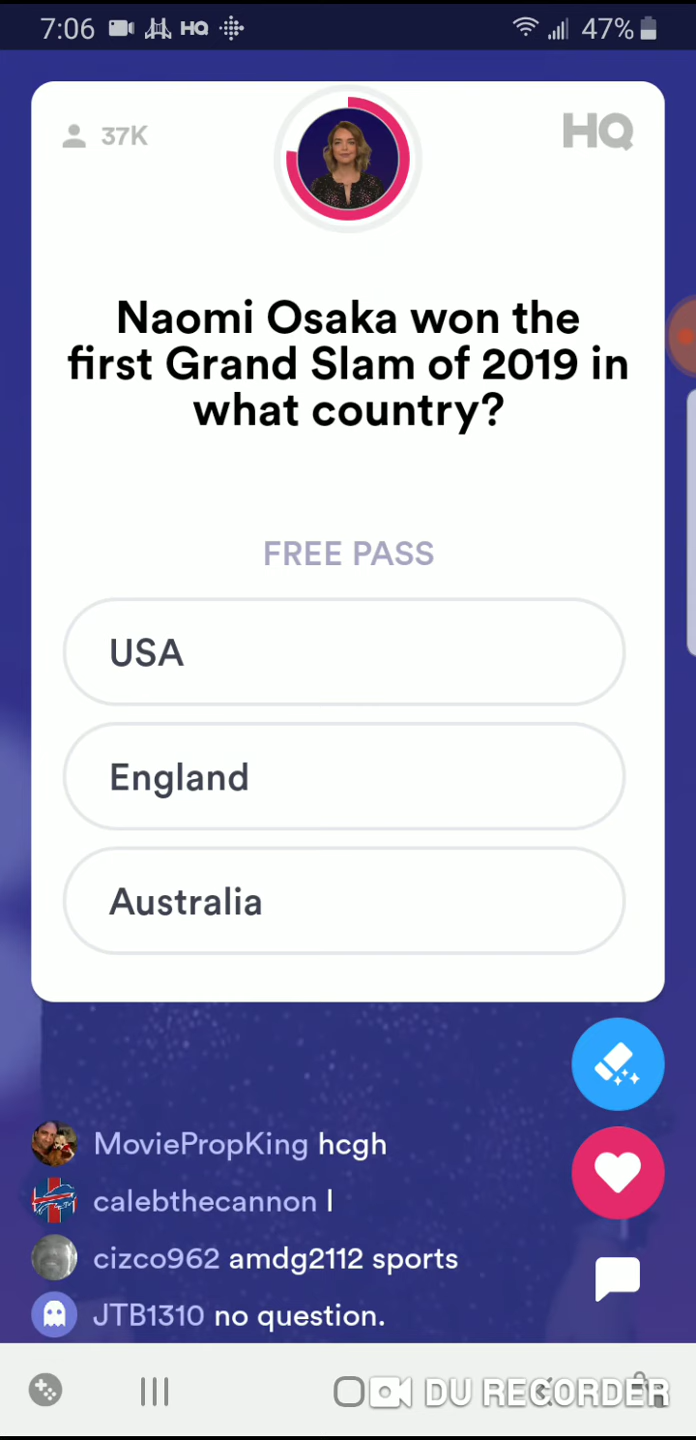 7:06 HQ 47%
37K HQ
Naomi Osaka won the
first Grand Slam of 2019 in
what country?
FREE PASS
USA
England
Australia
MoviePropKing hcgh
calebthecannon l
cizco962 amdg2112 sports
JTB1310 no question.
DU RECORDER